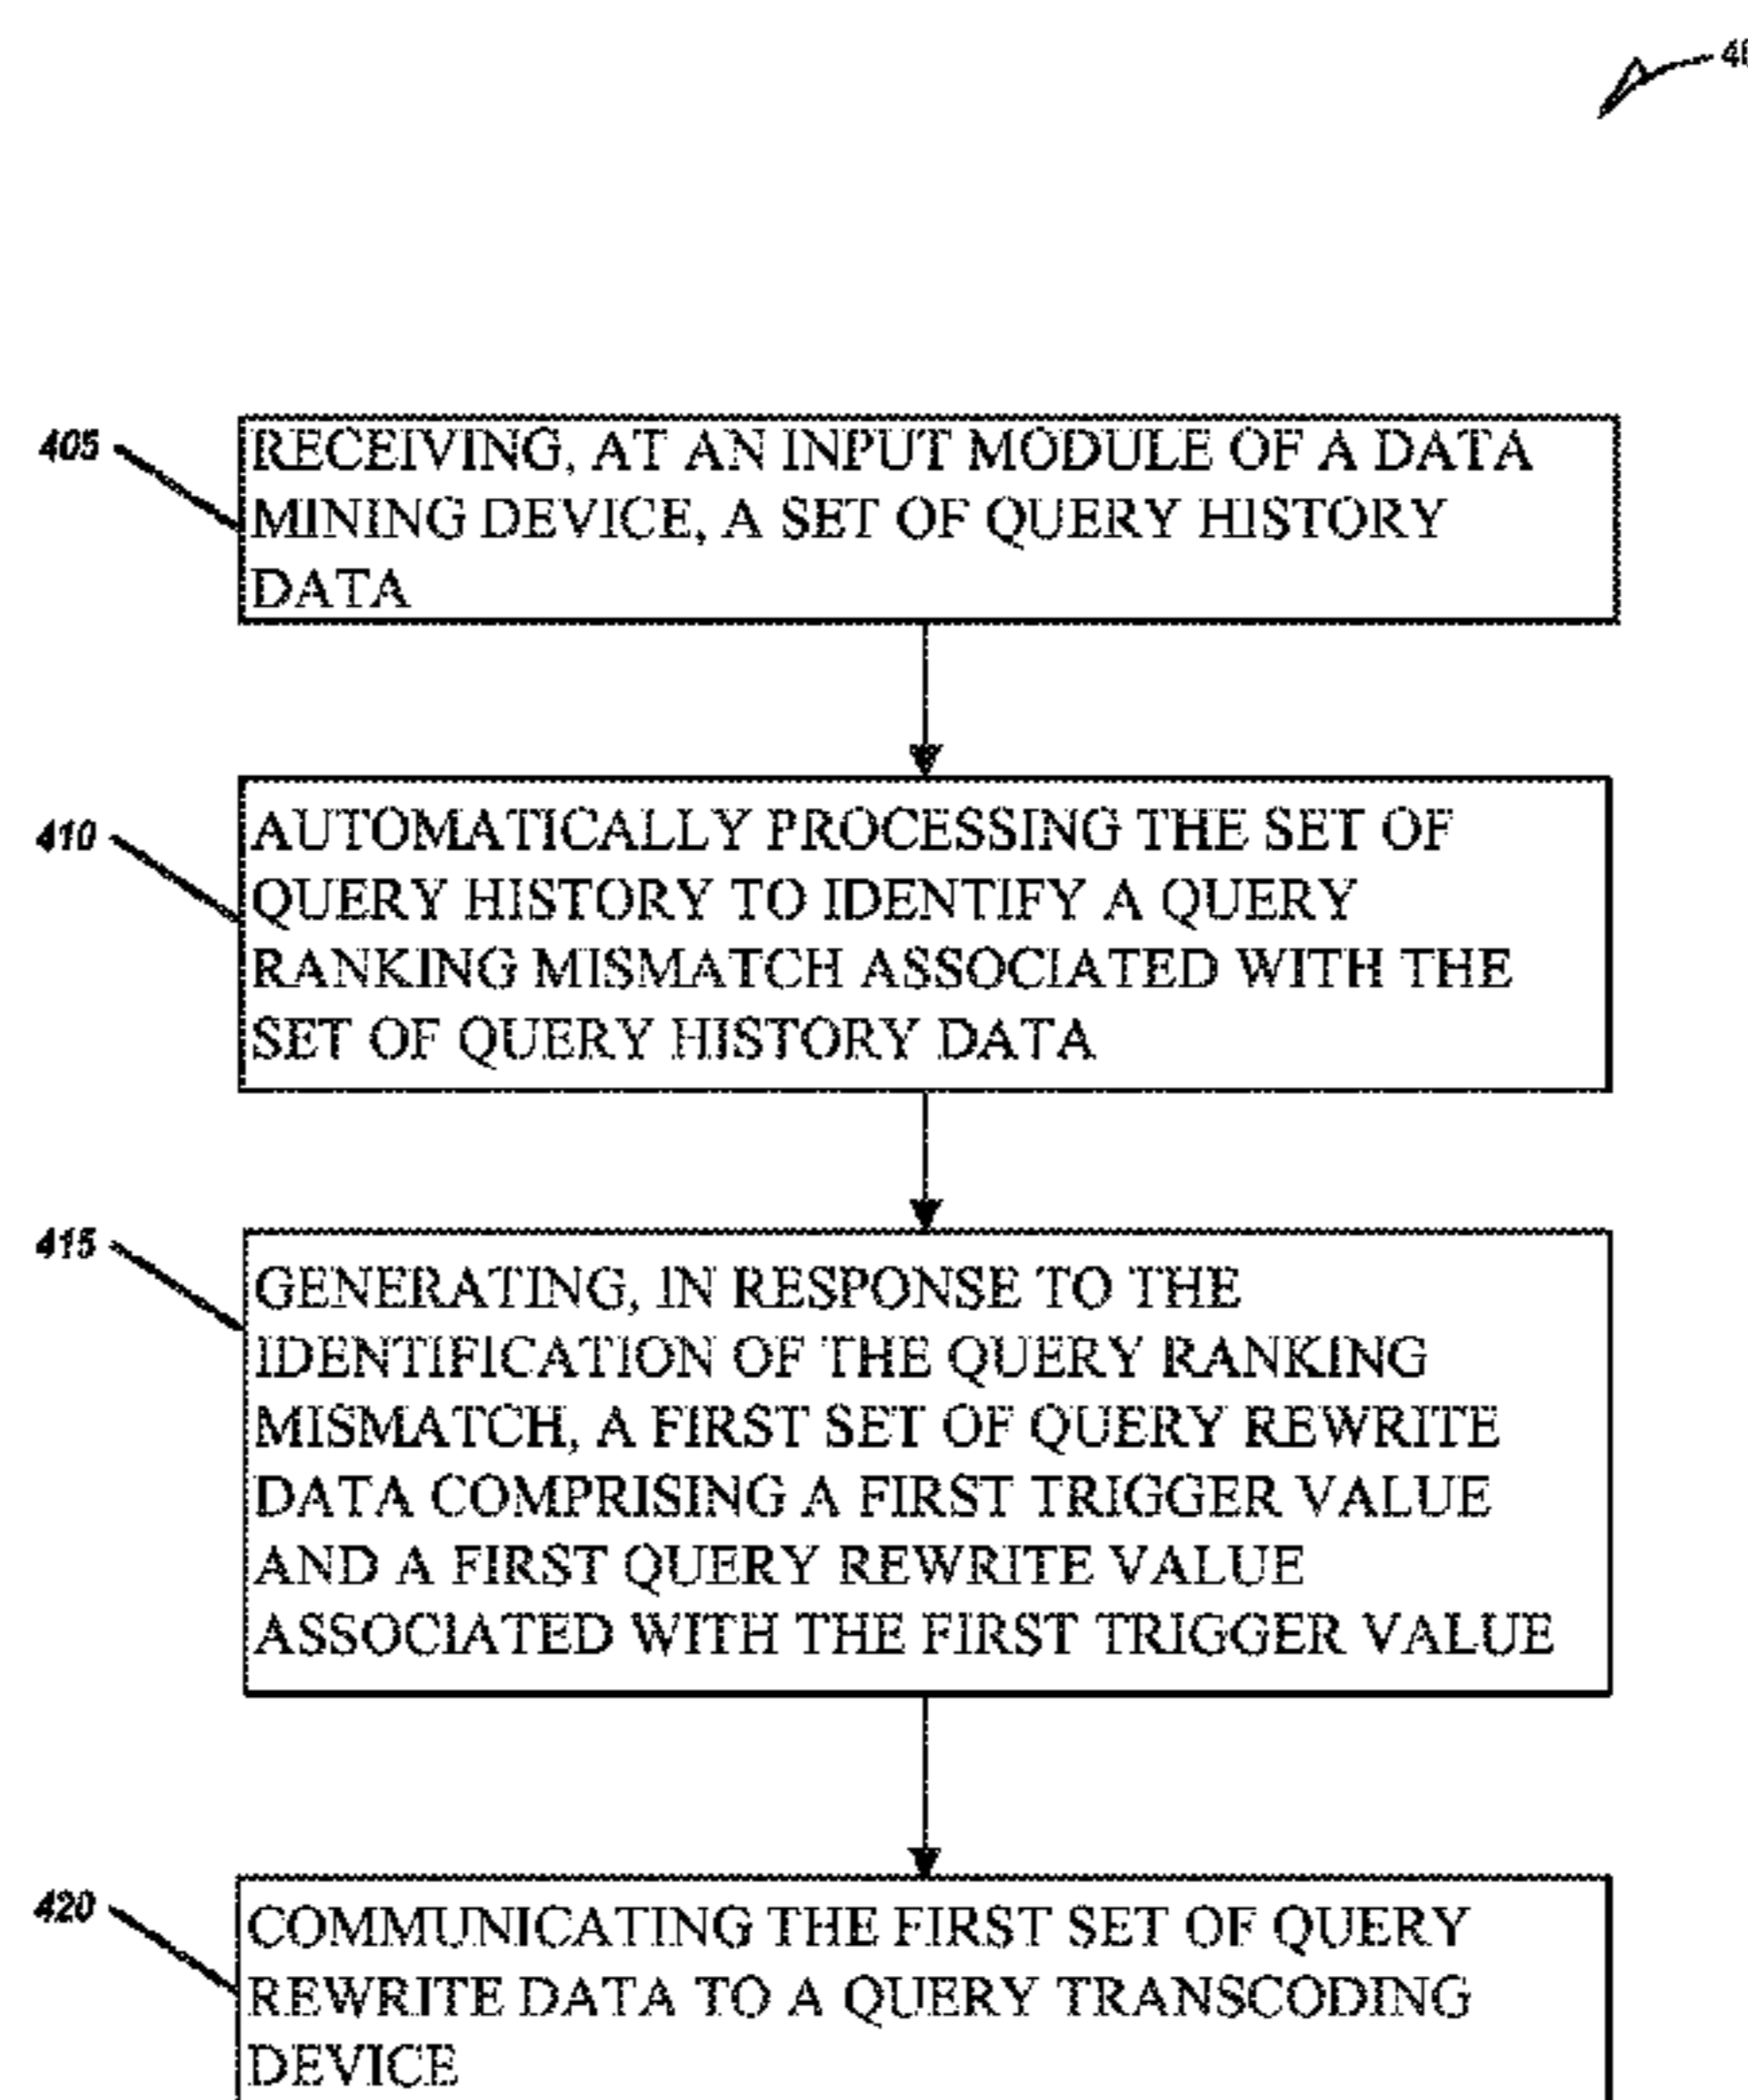 405
RECEIVING, AT AN INPUT MODULE OF A DATA
MINING DEVICE, A SET OF QUERY HISTORY
DATA
410
AUTOMATICALLY PROCESSING THE SET OF
QUERY HISTORY TO IDENTIFY A QUERY
RANKING MISMATCH ASSOCIATED WITH THE
SET OF QUERY HISTORY DATA
415
GENERATING, IN RESPONSE TO THE
IDENTIFICATION OF THE QUERY RANKING
MISMATCH, A FIRST SET OF QUERY REWRITE
DATA COMPRISING A FIRST TRIGGER VALUE
AND A FIRST QUERY REWRITE VALUE
ASSOCIATED WITH THE FIRST TRIGGER VALUE
420
COMMUNICATING THE FIRST SET OF QUERY
REWRITE DATA TO A QUERY TRANSCODING
DEVICE